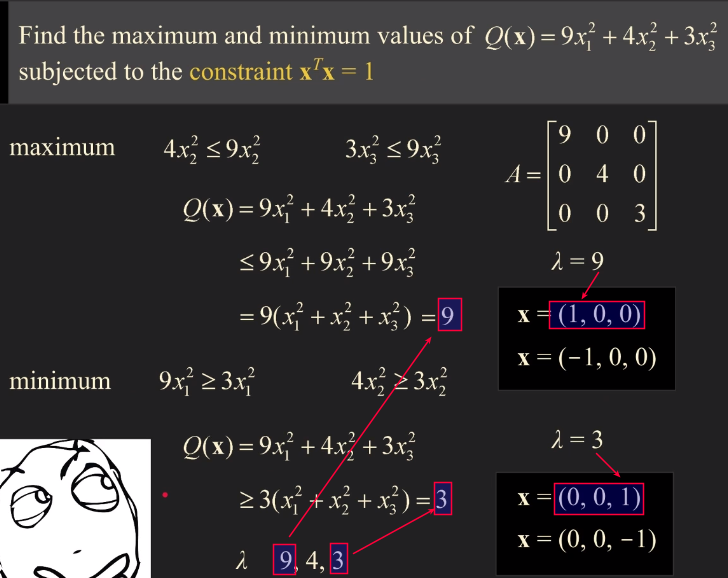 Find the maximum and minimum values of Q(x) = 9x₁² + 4x₂² + 3x₃²
subjected to the constraint xᵀx = 1
maximum 4x₂² ≤ 9x₂² 3x₃² ≤ 9x₃²
Q(x) = 9x₁² + 4x₂² + 3x₃²
≤ 9x₁² + 9x₂² + 9x₃²
= 9(x₁² + x₂² + x₃²) = 9
minimum 9x₁² ≥ 3x₁² 4x₂² ≥ 3x₂²
Q(x) = 9x₁² + 4x₂² + 3x₃²
≥ 3(x₁² + x₂² + x₃²) = 3
λ 9, 4, 3
A = [9 0 0
0 4 0
0 0 3]
λ = 9
x = (1, 0, 0)
x = (−1, 0, 0)
λ = 3
x = (0, 0, 1)
x = (0, 0, −1)